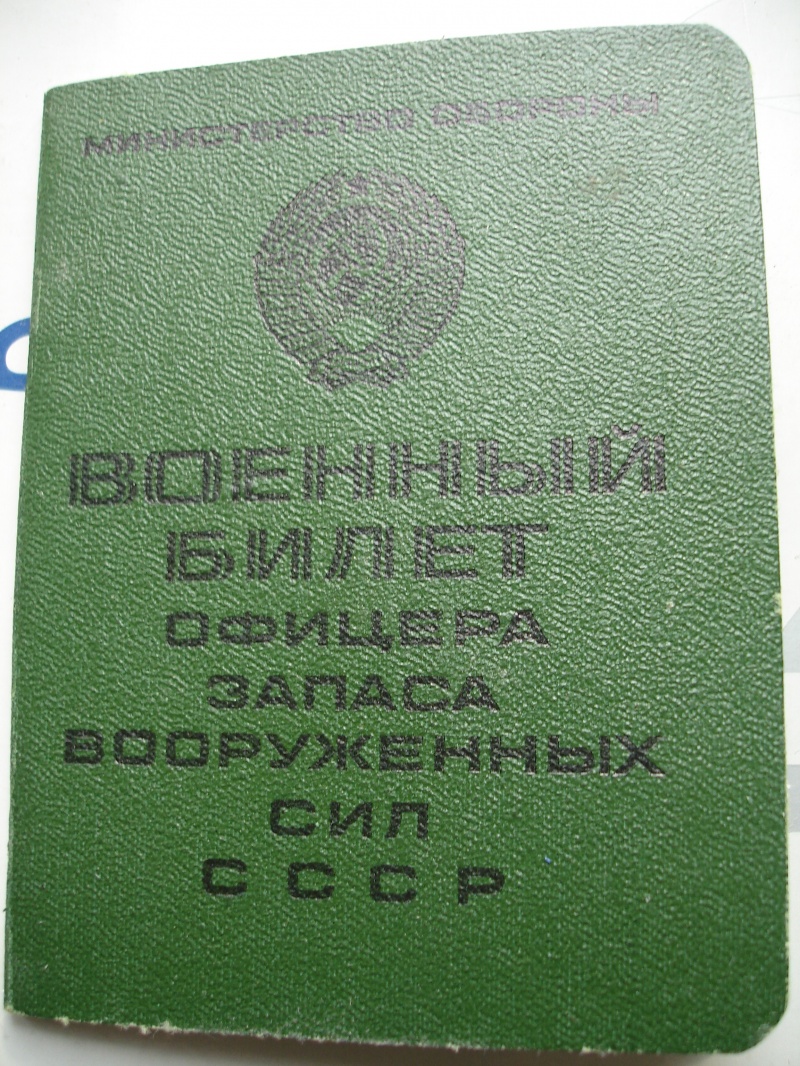 МИНИСТЕРСТВО ОБОРОНЫ
ВОЕННЫЙ
БИЛЕТ
ОФИЦЕРА
ЗАПАСА
ВООРУЖЕННЫХ
СИЛ
СССР